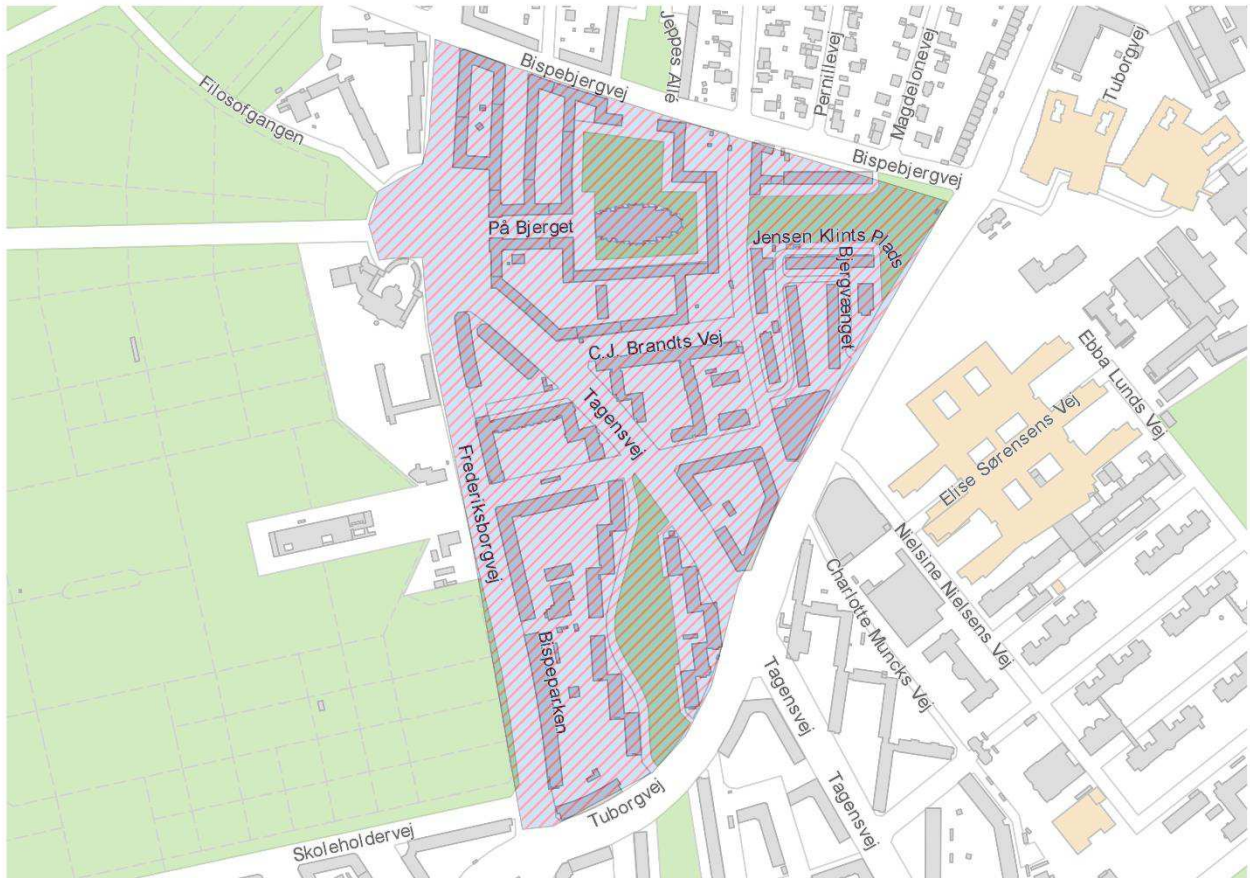 Jeppes Allé
Bispebjergvej
Pernillevej
Magdelonevej
Tuborgvej
Filosofgangen
Bispebjergvej
På Bjerget
Jensen Klints Plads
Bjergvænget
C.J. Brandts Vej
Ebba Lunds Vej
Tagensvej
Elise Sørensens Vej
Frederiksborgvej
Nielsine Nielsens Vej
Charlotte Muncks Vej
Bispeparken
Tagensvej
Tagensvej
Tuborgvej
Skoleholdervej